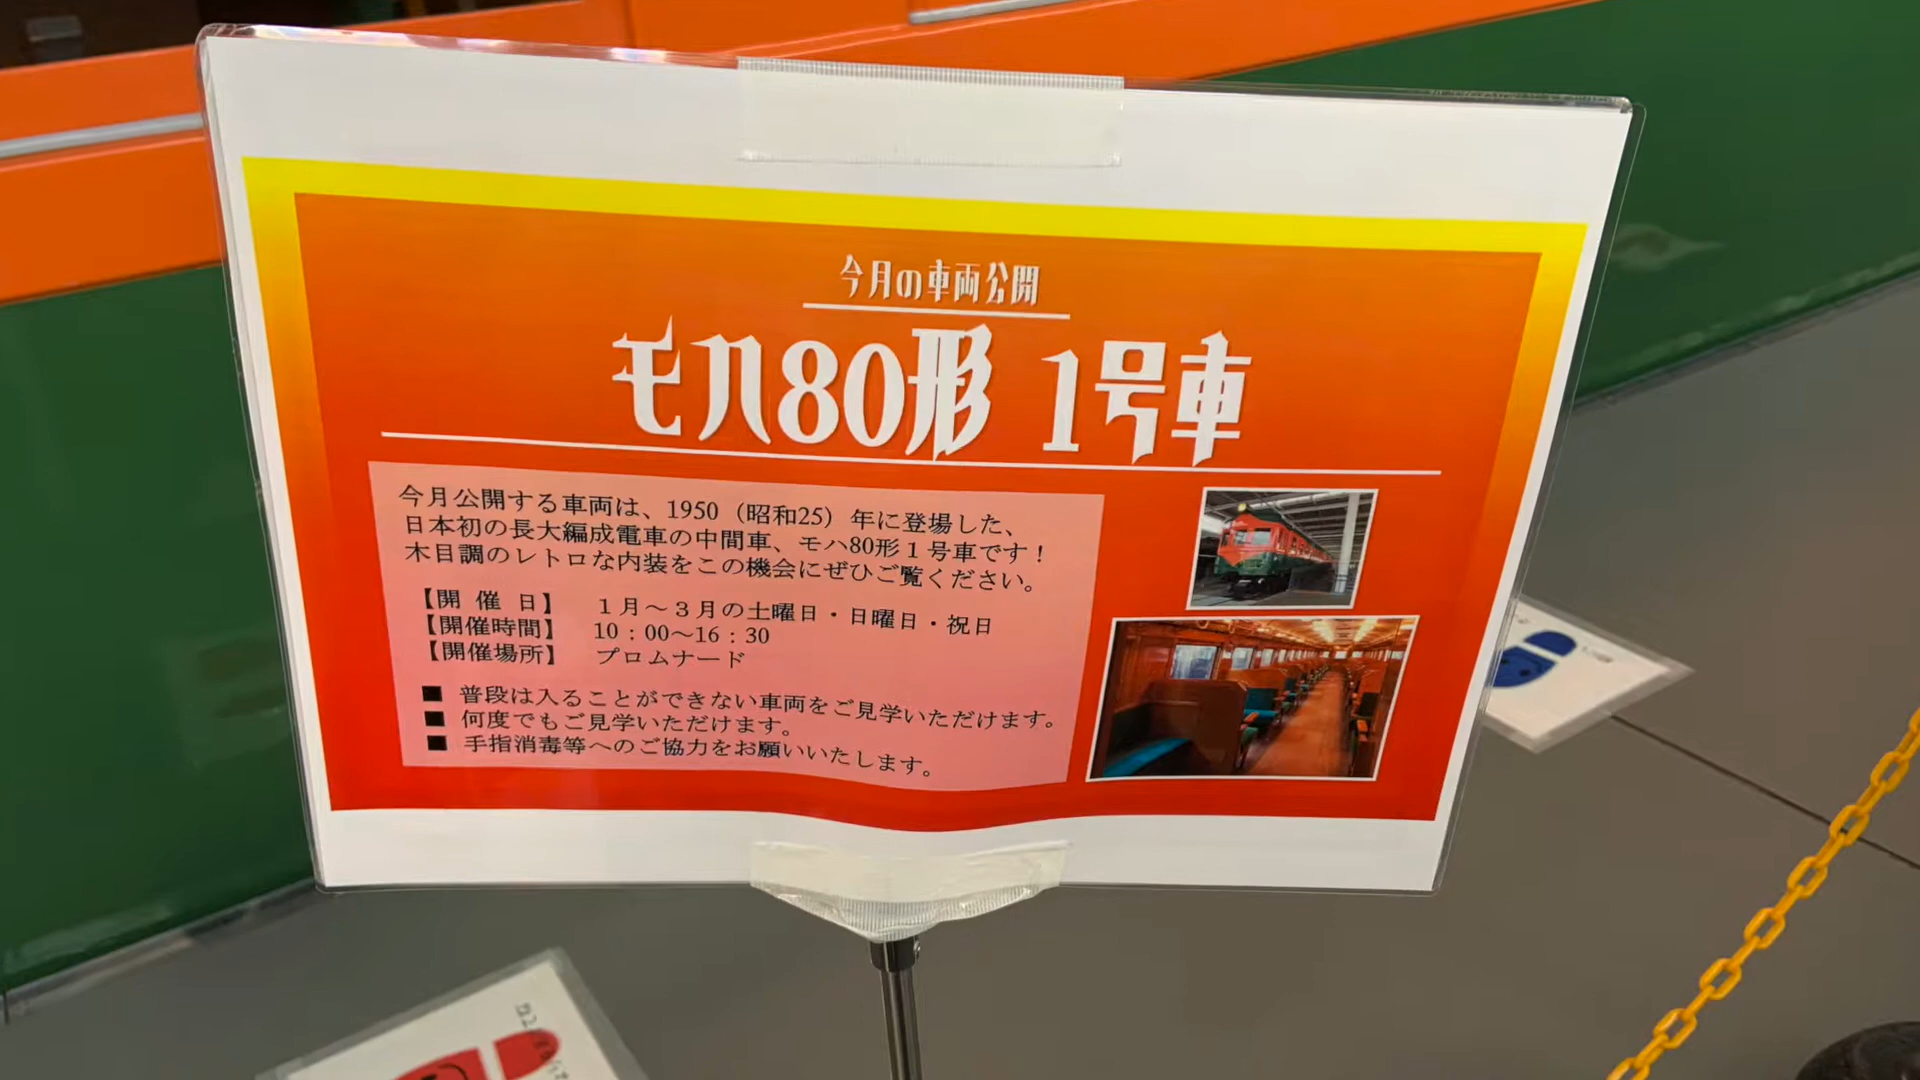 今月の車両公開
モハ80形 1号車
今月公開する車両は、1950（昭和25）年に登場した、
日本初の長大編成電車の中間車、モハ80形１号車です！
木目調のレトロな内装をこの機会にぜひご覧ください。
【開 催 日】 １月～３月の土曜日・日曜日・祝日
【開催時間】 10：00～16：30
【開催場所】 プロムナード
■ 普段は入ることができない車両をご見学いただけます。
■ 何度でもご見学いただけます。
■ 手指消毒等へのご協力をお願いいたします。